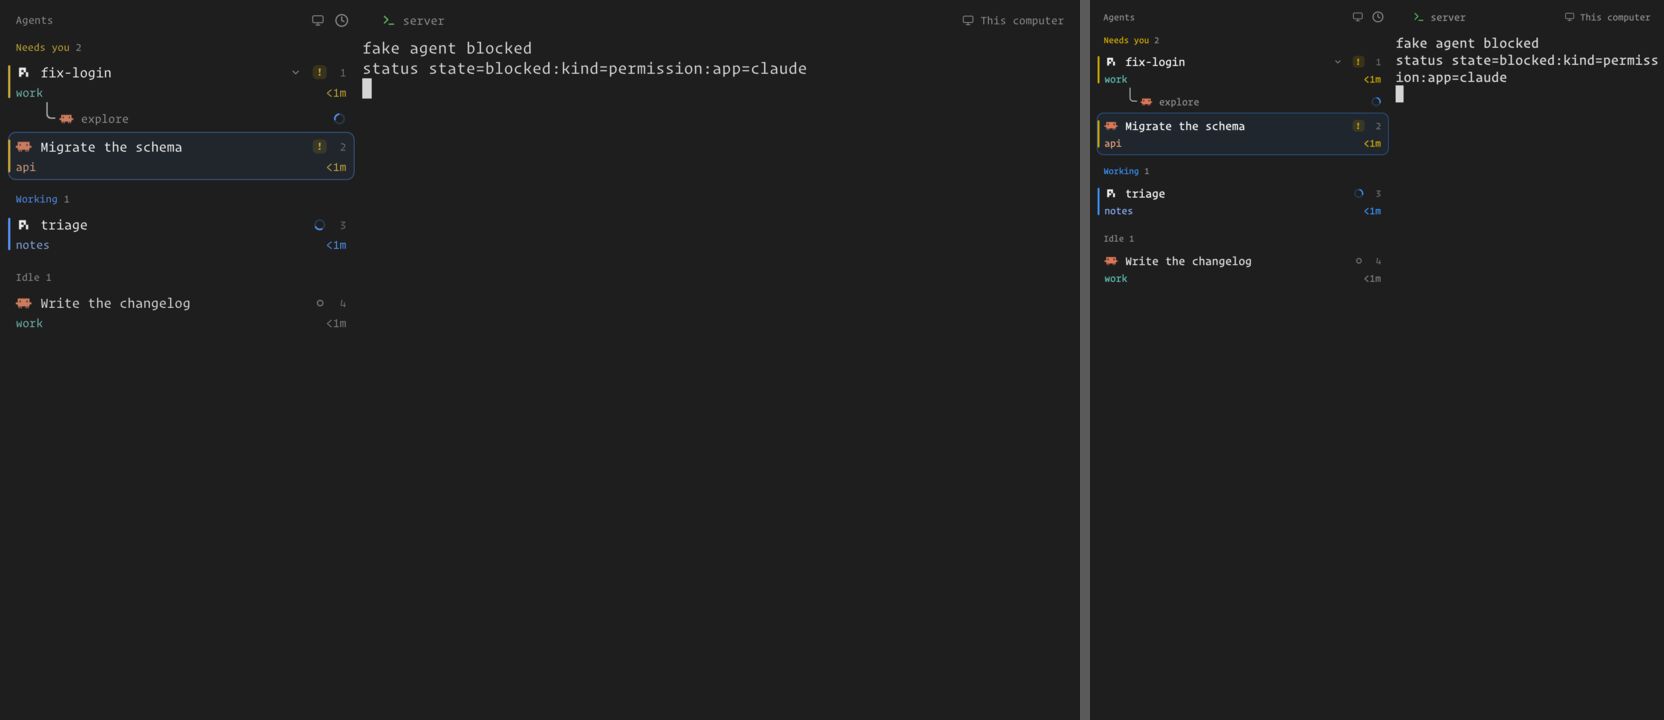 Agents
Needs you 2
fix-login ! 1
work <1m
explore
Migrate the schema ! 2
api <1m
Working 1
triage 3
notes <1m
Idle 1
Write the changelog 4
work <1m
server This computer
fake agent blocked
status state=blocked:kind=permission:app=claude
Agents
Needs you 2
fix-login ! 1
work <1m
explore
Migrate the schema ! 2
api <1m
Working 1
triage 3
notes <1m
Idle 1
Write the changelog 4
work <1m
server This computer
fake agent blocked
status state=blocked:kind=permiss
ion:app=claude